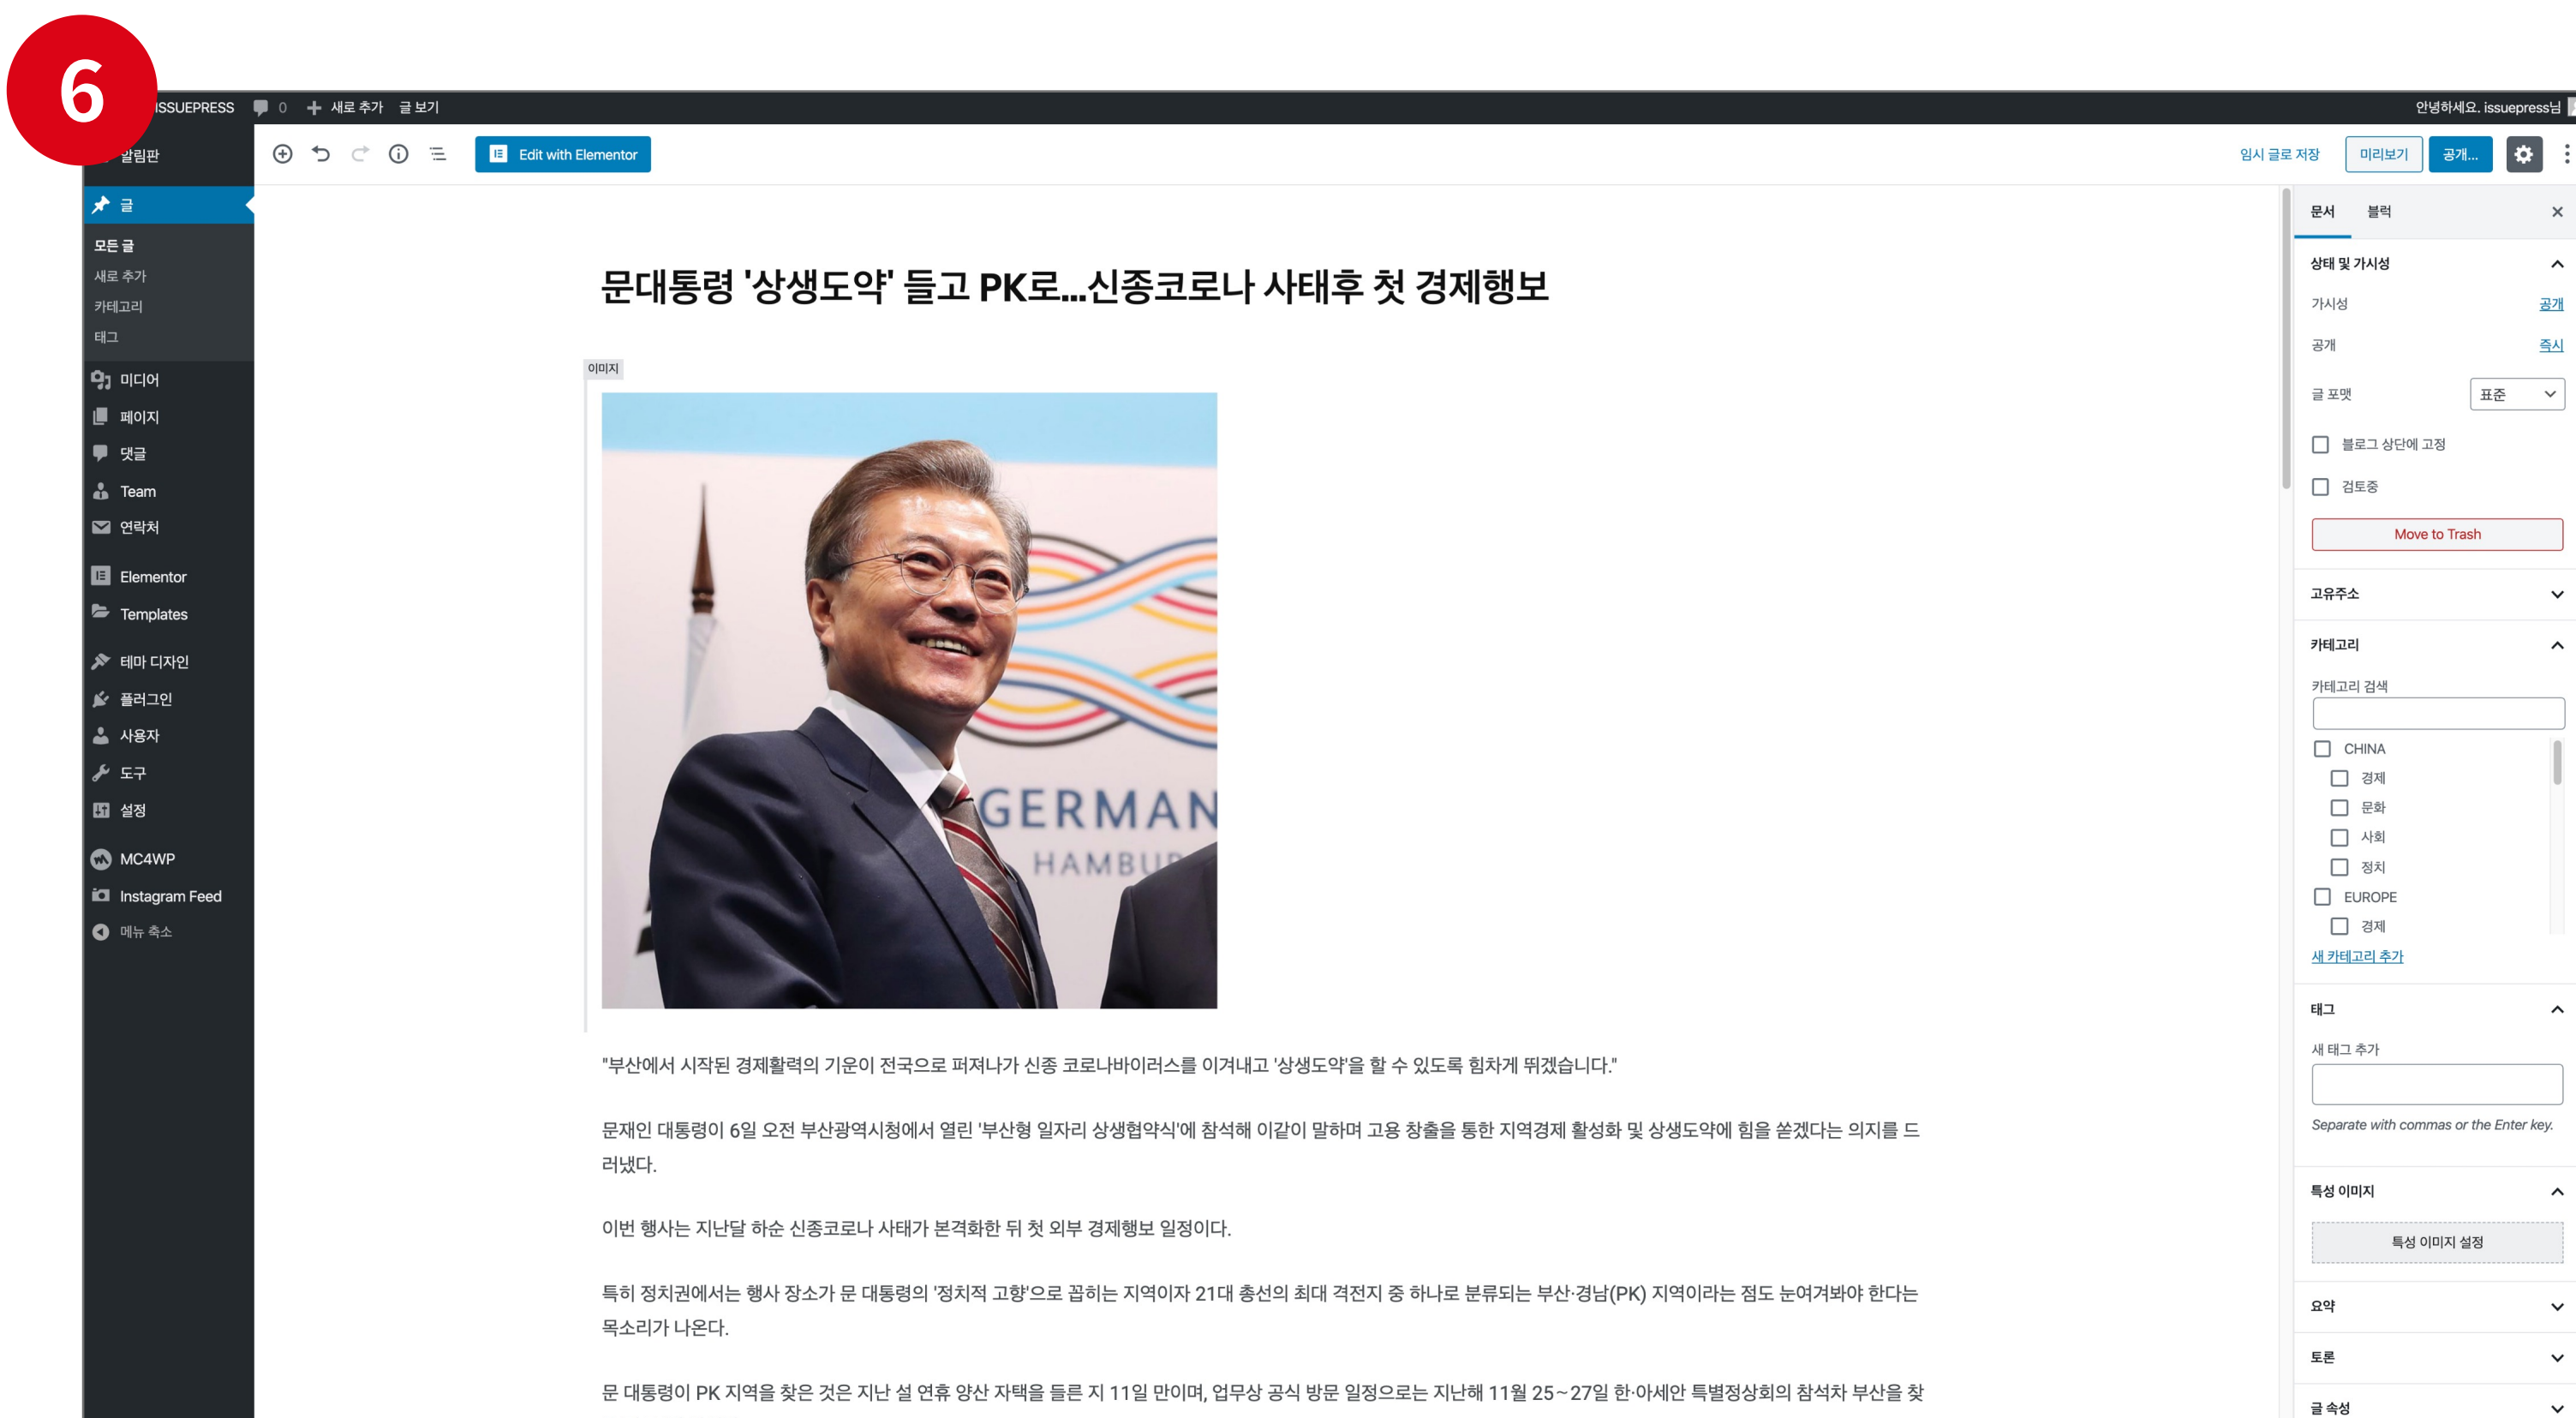 6
ISSUEPRESS 0 새로 추가 글 보기 안녕하세요. issuepress님
알림판
Edit with Elementor 임시 글로 저장 미리보기 공개...
글
모든 글
새로 추가
카테고리
태그
미디어
페이지
댓글
Team
연락처
Elementor
Templates
테마 디자인
플러그인
사용자
도구
설정
MC4WP
Instagram Feed
메뉴 축소
문대통령 '상생도약' 들고 PK로...신종코로나 사태후 첫 경제행보
이미지
GERMAN
HAMBU
"부산에서 시작된 경제활력의 기운이 전국으로 퍼져나가 신종 코로나바이러스를 이겨내고 '상생도약'을 할 수 있도록 힘차게 뛰겠습니다."
문재인 대통령이 6일 오전 부산광역시청에서 열린 '부산형 일자리 상생협약식'에 참석해 이같이 말하며 고용 창출을 통한 지역경제 활성화 및 상생도약에 힘을 쏟겠다는 의지를 드
러냈다.
이번 행사는 지난달 하순 신종코로나 사태가 본격화한 뒤 첫 외부 경제행보 일정이다.
특히 정치권에서는 행사 장소가 문 대통령의 '정치적 고향'으로 꼽히는 지역이자 21대 총선의 최대 격전지 중 하나로 분류되는 부산·경남(PK) 지역이라는 점도 눈여겨봐야 한다는
목소리가 나온다.
문 대통령이 PK 지역을 찾은 것은 지난 설 연휴 양산 자택을 들른 지 11일 만이며, 업무상 공식 방문 일정으로는 지난해 11월 25~27일 한·아세안 특별정상회의 참석차 부산을 찾
문서 블럭
상태 및 가시성
가시성 공개
공개 즉시
글 포맷 표준
블로그 상단에 고정
검토중
Move to Trash
고유주소
카테고리
카테고리 검색
CHINA
경제
문화
사회
정치
EUROPE
경제
새 카테고리 추가
태그
새 태그 추가
Separate with commas or the Enter key.
특성 이미지
특성 이미지 설정
요약
토론
글 속성